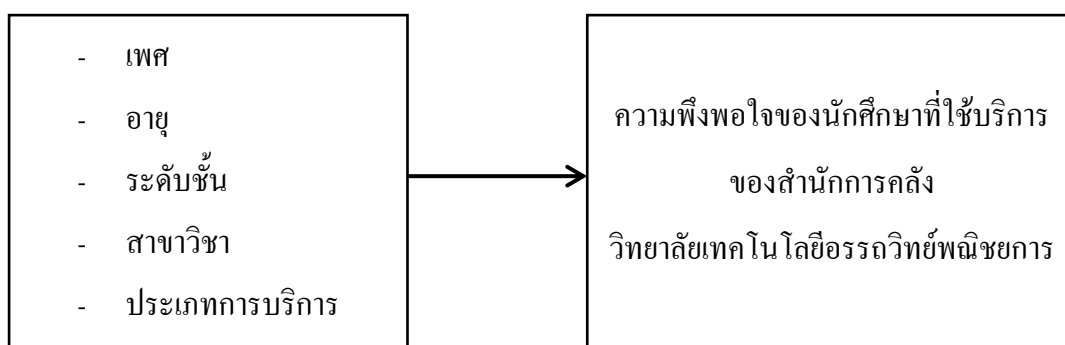 - เพศ
- อายุ
- ระดับชั้น
- สาขาวิชา
- ประเภทการบริการ
ความพึงพอใจของนักศึกษาที่ใช้บริการ
ของสำนักการคลัง
วิทยาลัยเทคโนโลยีอรรถวิทย์พณิชยการ